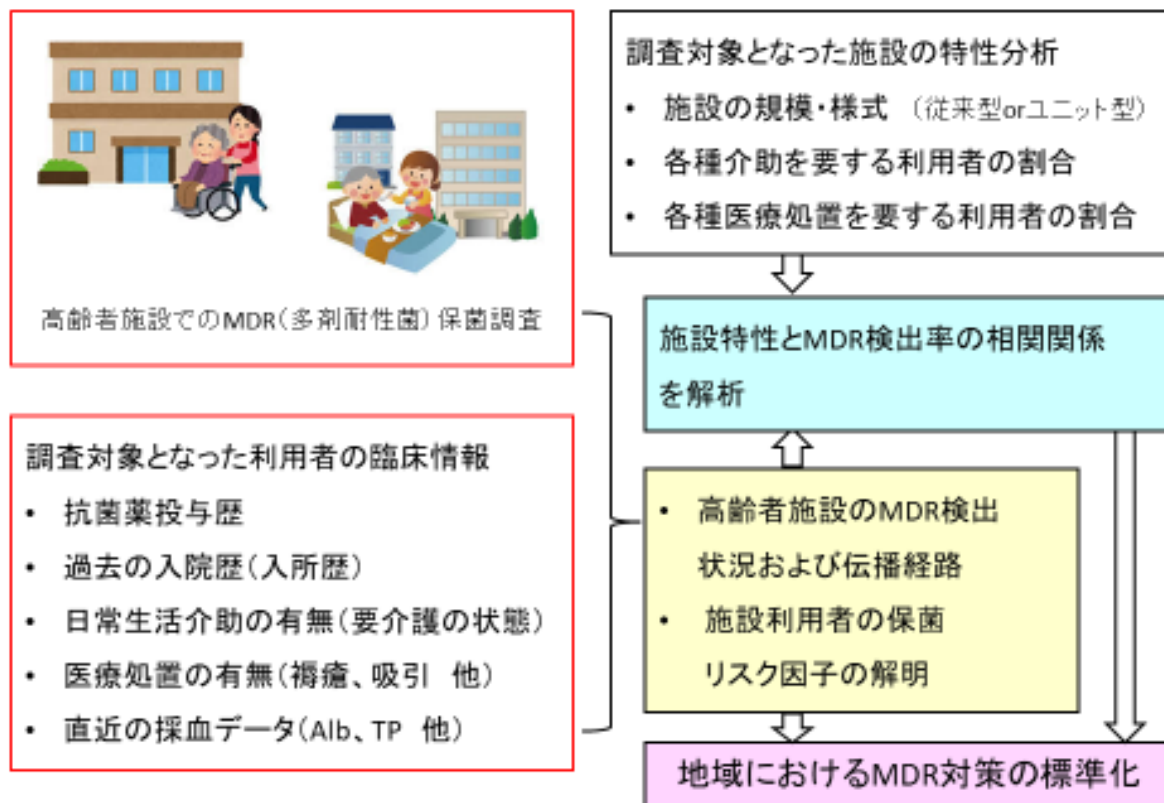 高齢者施設でのMDR(多剤耐性菌)保菌調査
調査対象となった利用者の臨床情報
• 抗菌薬投与歴
• 過去の入院歴(入所歴)
• 日常生活介助の有無(要介護の状態)
• 医療処置の有無(褥瘡、吸引 他)
• 直近の採血データ(Alb、TP 他)
調査対象となった施設の特性分析
• 施設の規模・様式 (従来型orユニット型)
• 各種介助を要する利用者の割合
• 各種医療処置を要する利用者の割合
施設特性とMDR検出率の相関関係
を解析
• 高齢者施設のMDR検出
状況および伝播経路
• 施設利用者の保菌
リスク因子の解明
地域におけるMDR対策の標準化